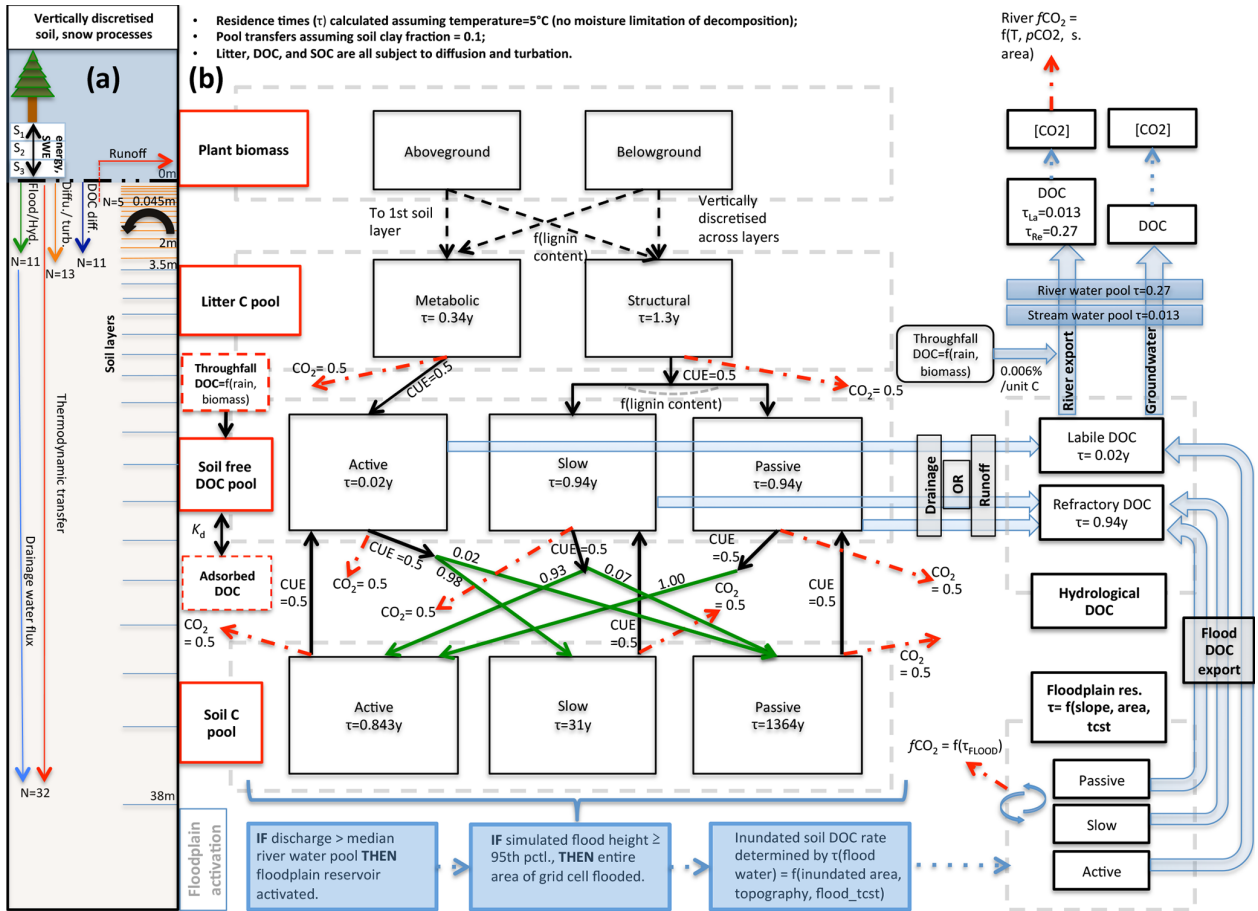 Vertically discretised
soil, snow processes
(a)
S1
S2
S3
energy,
SWE
Runoff
0m
N=5
0.045m
2m
3.5m
Flood/Hyd.
Diffu./ turb.
DOC diff.
N=11
N=13
N=11
Soil layers
Thermodynamic transfer
Drainage water flux
N=32
38m
• Residence times (τ) calculated assuming temperature=5°C (no moisture limitation of decomposition);
• Pool transfers assuming soil clay fraction = 0.1;
• Litter, DOC, and SOC are all subject to diffusion and turbation.
(b)
Plant biomass
Aboveground
Belowground
To 1st soil
layer
f(lignin
content)
Vertically
discretised
across layers
Litter C pool
Metabolic
τ= 0.34y
Structural
τ=1.3y
CO2= 0.5
CUE=0.5
CUE=0.5
CO2= 0.5
f(lignin content)
Throughfall
DOC=f(rain,
biomass)
Soil free
DOC pool
Kd
Adsorbed
DOC
Active
τ=0.02y
Slow
τ=0.94y
Passive
τ=0.94y
CUE
=0.5
CO2= 0.5
CUE =0.5
0.02
0.98
CO2= 0.5
CUE=0.5
0.93
0.07
CUE
=0.5
1.00
CUE
=0.5
CO2
= 0.5
CUE
=0.5
CO2
= 0.5
CO2
= 0.5
CO2
= 0.5
Soil C
pool
Active
τ=0.843y
Slow
τ=31y
Passive
τ=1364y
Floodplain
activation
IF discharge > median
river water pool THEN
floodplain reservoir
activated.
IF simulated flood height ≥
95th pctl., THEN entire
area of grid cell flooded.
Inundated soil DOC rate
determined by τ(flood
water) = f(inundated area,
topography, flood_tcst)
River fCO2 =
f(T, pCO2, s.
area)
[CO2]
[CO2]
DOC
τLa=0.013
τRe=0.27
DOC
River water pool τ=0.27
Stream water pool τ=0.013
Throughfall
DOC=f(rain,
biomass)
0.006%
/unit C
River export
Groundwater
Drainage
OR
Runoff
Labile DOC
τ= 0.02y
Refractory DOC
τ= 0.94y
Hydrological
DOC
Flood
DOC
export
Floodplain res.
τ= f(slope, area,
tcst
fCO2 = f(τFLOOD)
Passive
Slow
Active